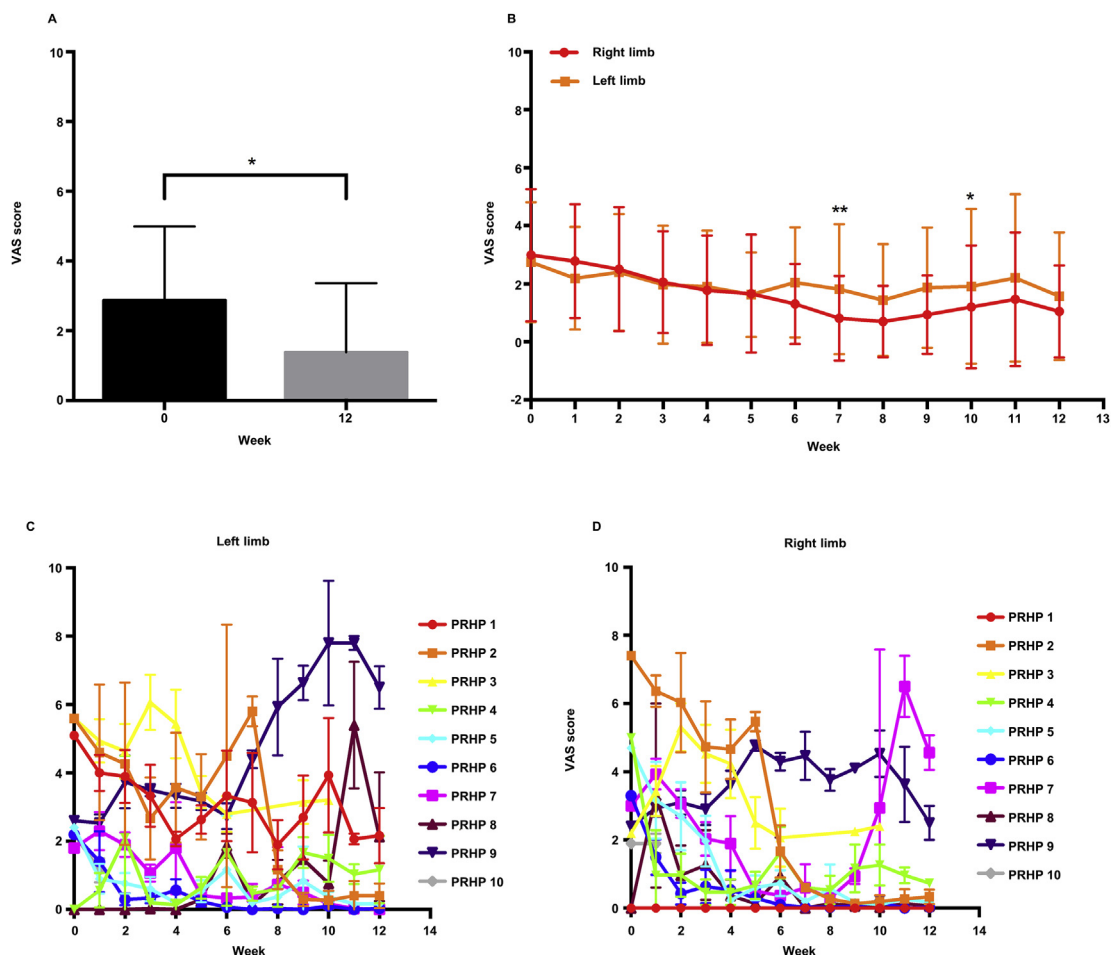 A
VAS score
10
8
6
4
2
0
*
0
12
Week
B
Right limb
Left limb
VAS score
10
8
6
4
2
0
-2
**
*
0 1 2 3 4 5 6 7 8 9 10 11 12 13
Week
C
Left limb
10
8
6
4
2
0
0 2 4 6 8 10 12 14
Week
PRHP 1
PRHP 2
PRHP 3
PRHP 4
PRHP 5
PRHP 6
PRHP 7
PRHP 8
PRHP 9
PRHP 10
D
Right limb
VAS score
10
8
6
4
2
0
0 2 4 6 8 10 12 14
Week
PRHP 1
PRHP 2
PRHP 3
PRHP 4
PRHP 5
PRHP 6
PRHP 7
PRHP 8
PRHP 9
PRHP 10